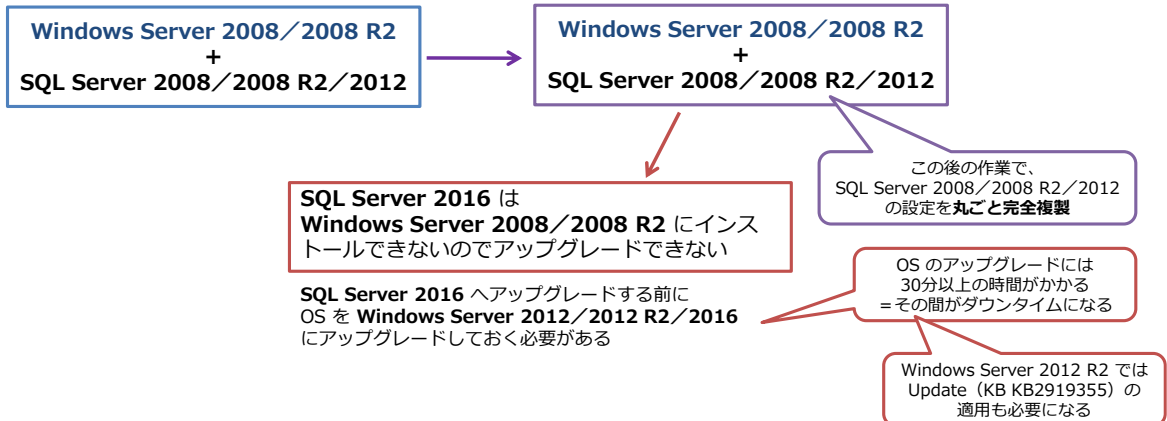 Windows Server 2008／2008 R2
+
SQL Server 2008／2008 R2／2012
Windows Server 2008／2008 R2
+
SQL Server 2008／2008 R2／2012
この後の作業で、
SQL Server 2008／2008 R2／2012
の設定を丸ごと完全複製
SQL Server 2016 は
Windows Server 2008／2008 R2 にインス
トールできないのでアップグレードできない
SQL Server 2016 へアップグレードする前に
OS を Windows Server 2012／2012 R2／2016
にアップグレードしておく必要がある
OS のアップグレードには
30分以上の時間がかかる
＝その間がダウンタイムになる
Windows Server 2012 R2 では
Update（KB KB2919355）の
適用も必要になる